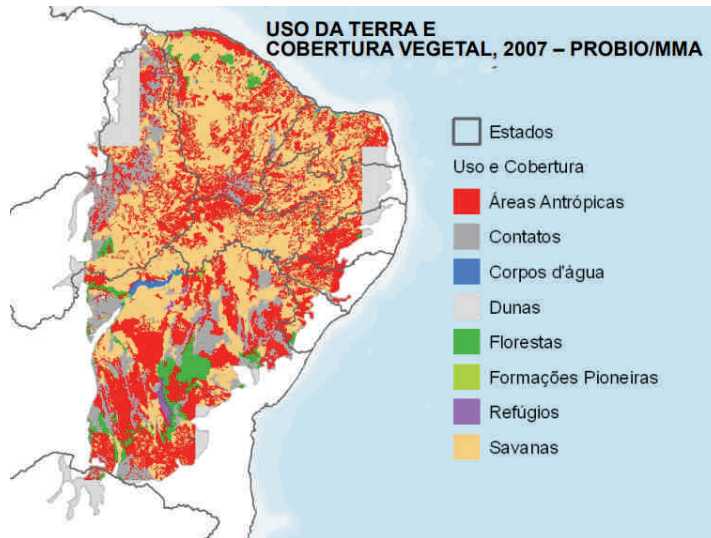 USO DA TERRA E
COBERTURA VEGETAL, 2007 – PROBIO/MMA
Estados
Uso e Cobertura
Áreas Antrópicas
Contatos
Corpos d'água
Dunas
Florestas
Formações Pioneiras
Refúgios
Savanas